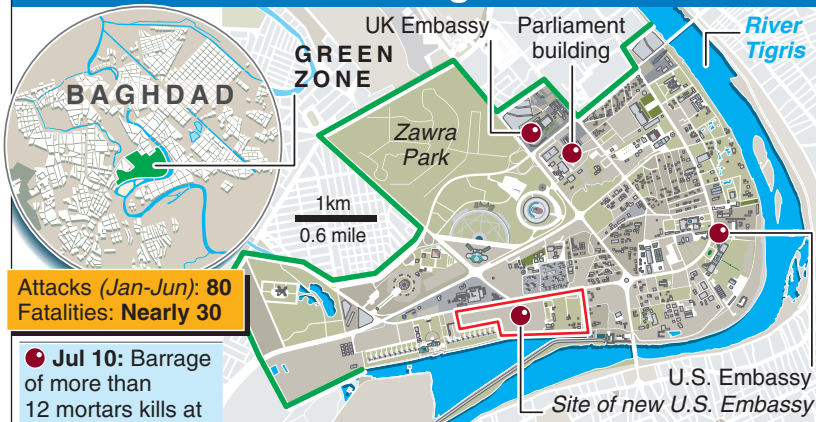 UK Embassy
Parliament
building
River
Tigris
GREEN
ZONE
BAGHDAD
Zawra
Park
1km
0.6 mile
Attacks (Jan-Jun): 80
Fatalities: Nearly 30
Jul 10: Barrage
of more than
12 mortars kills at
U.S. Embassy
Site of new U.S. Embassy